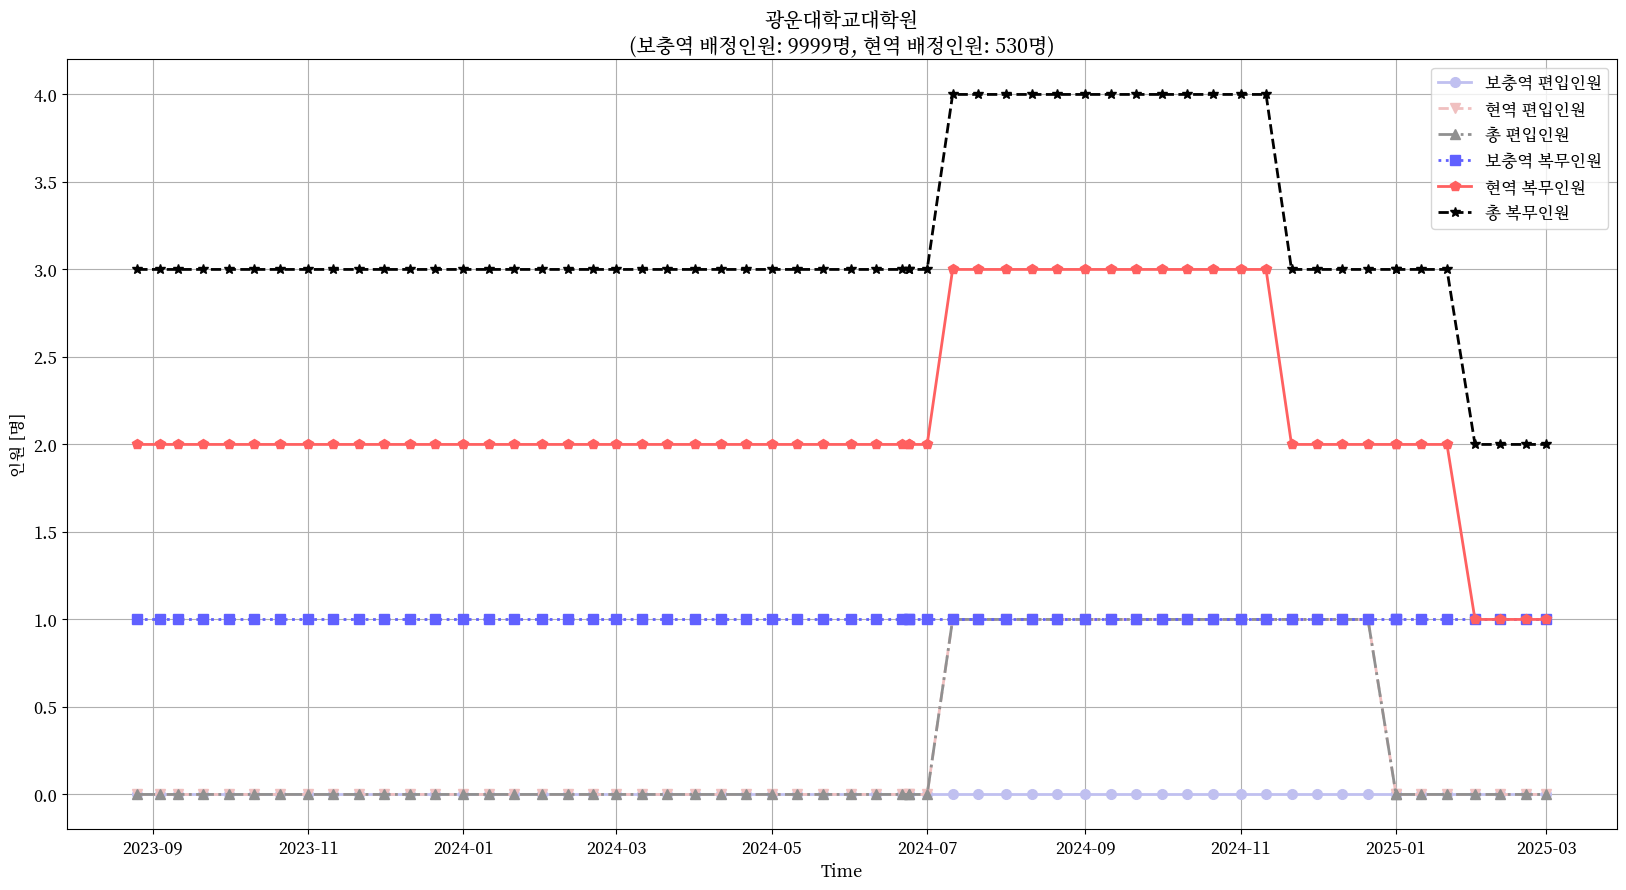 광운대학교대학원
(보충역 배정인원: 9999명, 현역 배정인원: 530명)
보충역 편입인원
현역 편입인원
총 편입인원
보충역 복무인원
현역 복무인원
총 복무인원
인원 [명]
4.0
3.5
3.0
2.5
2.0
1.5
1.0
0.5
0.0
2023-09 2023-11 2024-01 2024-03 2024-05 2024-07 2024-09 2024-11 2025-01 2025-03
Time